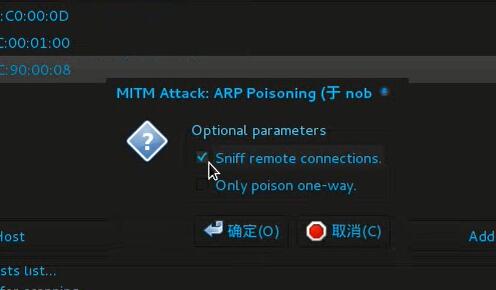 :C0:00:0D
C:00:01:00
C:90:00:08
MITM Attack: ARP Poisoning (于 nob
Optional parameters
Sniff remote connections.
Only poison one-way.
确定(O)
取消(C)
Host
Add
sts list...